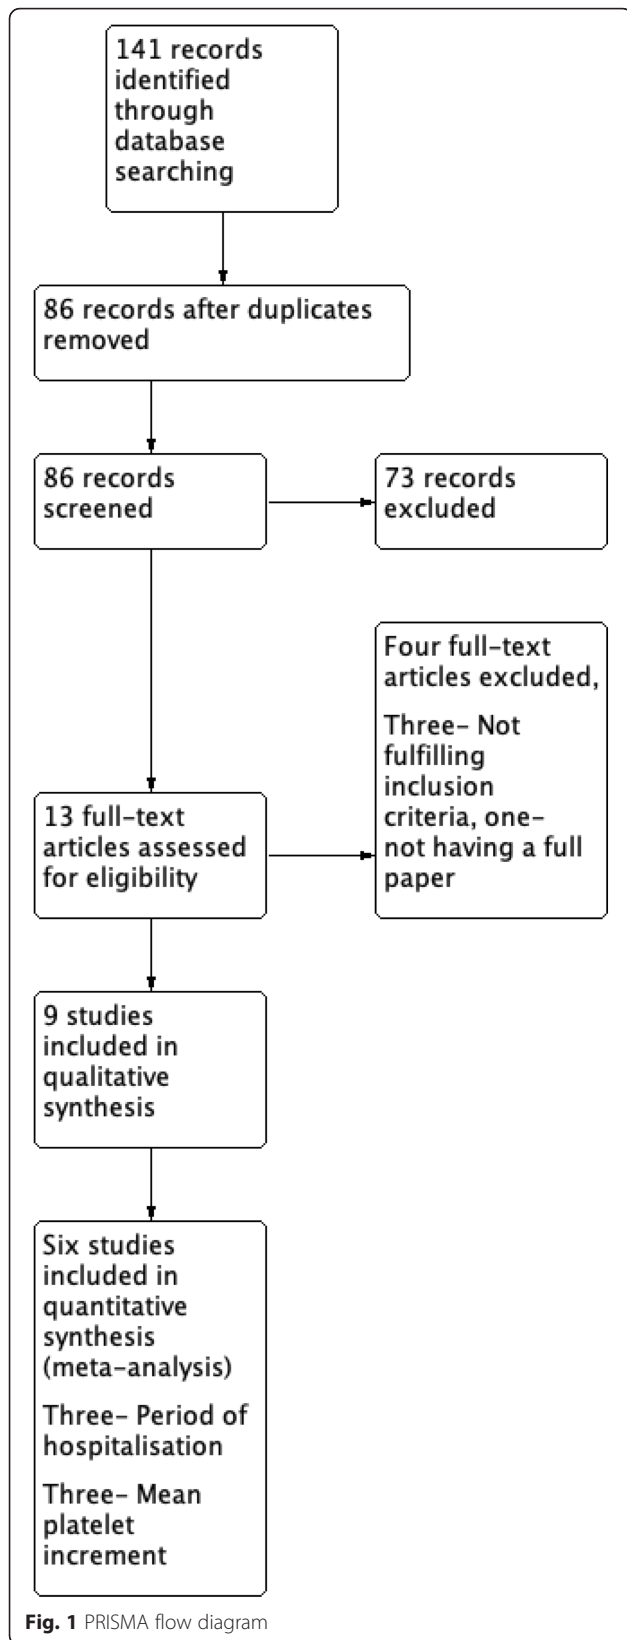 141 records
identified
through
database
searching
86 records after duplicates
removed
86 records
screened
73 records
excluded
Four full-text
articles excluded,
Three- Not
fulfilling
inclusion
criteria, one-
not having a full
paper
13 full-text
articles assessed
for eligibility
9 studies
included in
qualitative
synthesis
Six studies
included in
quantitative
synthesis
(meta-analysis)
Three- Period of
hospitalisation
Three- Mean
platelet
increment
Fig. 1 PRISMA flow diagram